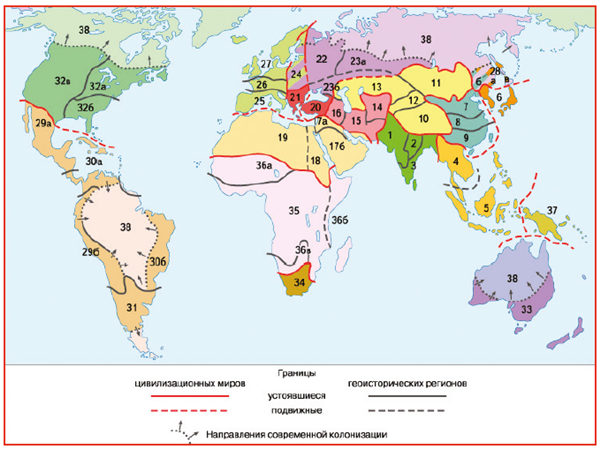 38 38
27 22 23а
32а 24 28
32а 26 13 11 б а в
32б 25 21 23б 12 6
29а 20 14 7
16 15 10 8
7а 1 9
19 17б 2
30а 36а 18 3 4
35 5 37
38 36б
29б 30б 36в 38
31 34 33
Границы
цивилизационных миров геоисторических регионов
устоявшиеся
подвижные
Направления современной колонизации